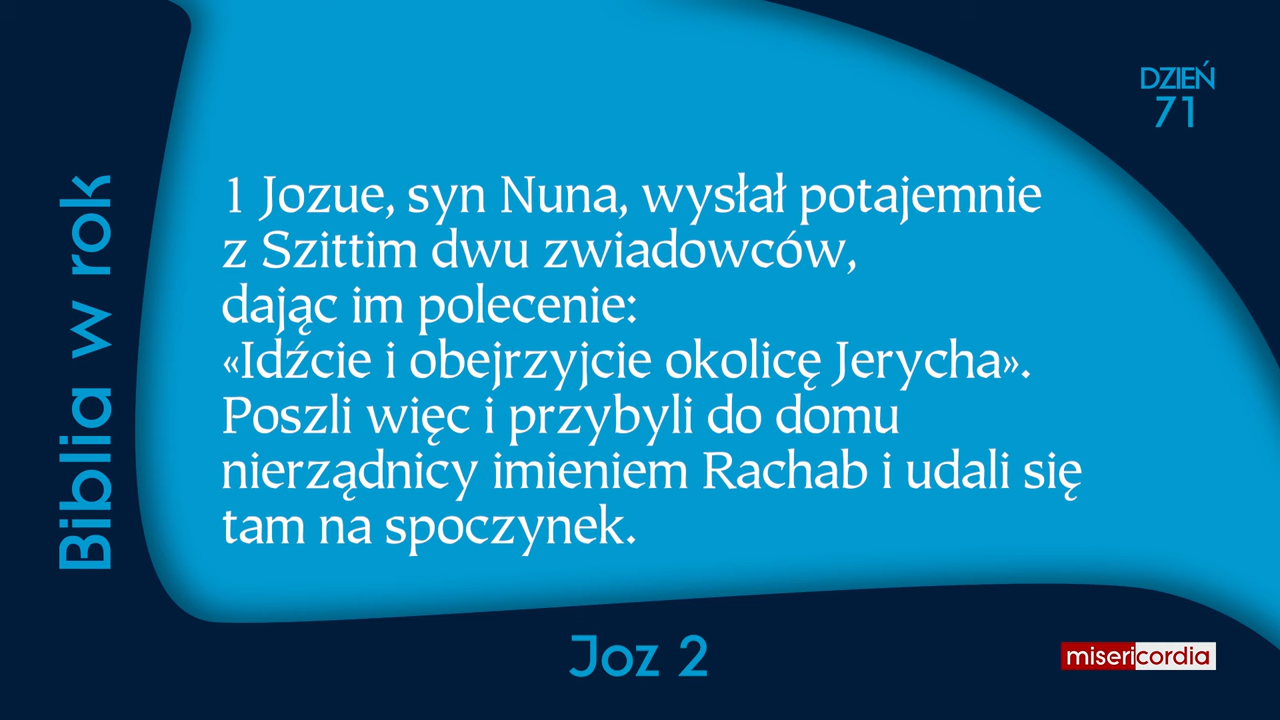 DZIEŃ
71
Biblia w rok
1 Jozue, syn Nuna, wysłał potajemnie
z Szittim dwu zwiadowców,
dając im polecenie:
«Idźcie i obejrzyjcie okolicę Jerycha».
Poszli więc i przybyli do domu
nierządnicy imieniem Rachab i udali się
tam na spoczynek.
Joz 2
misericordia